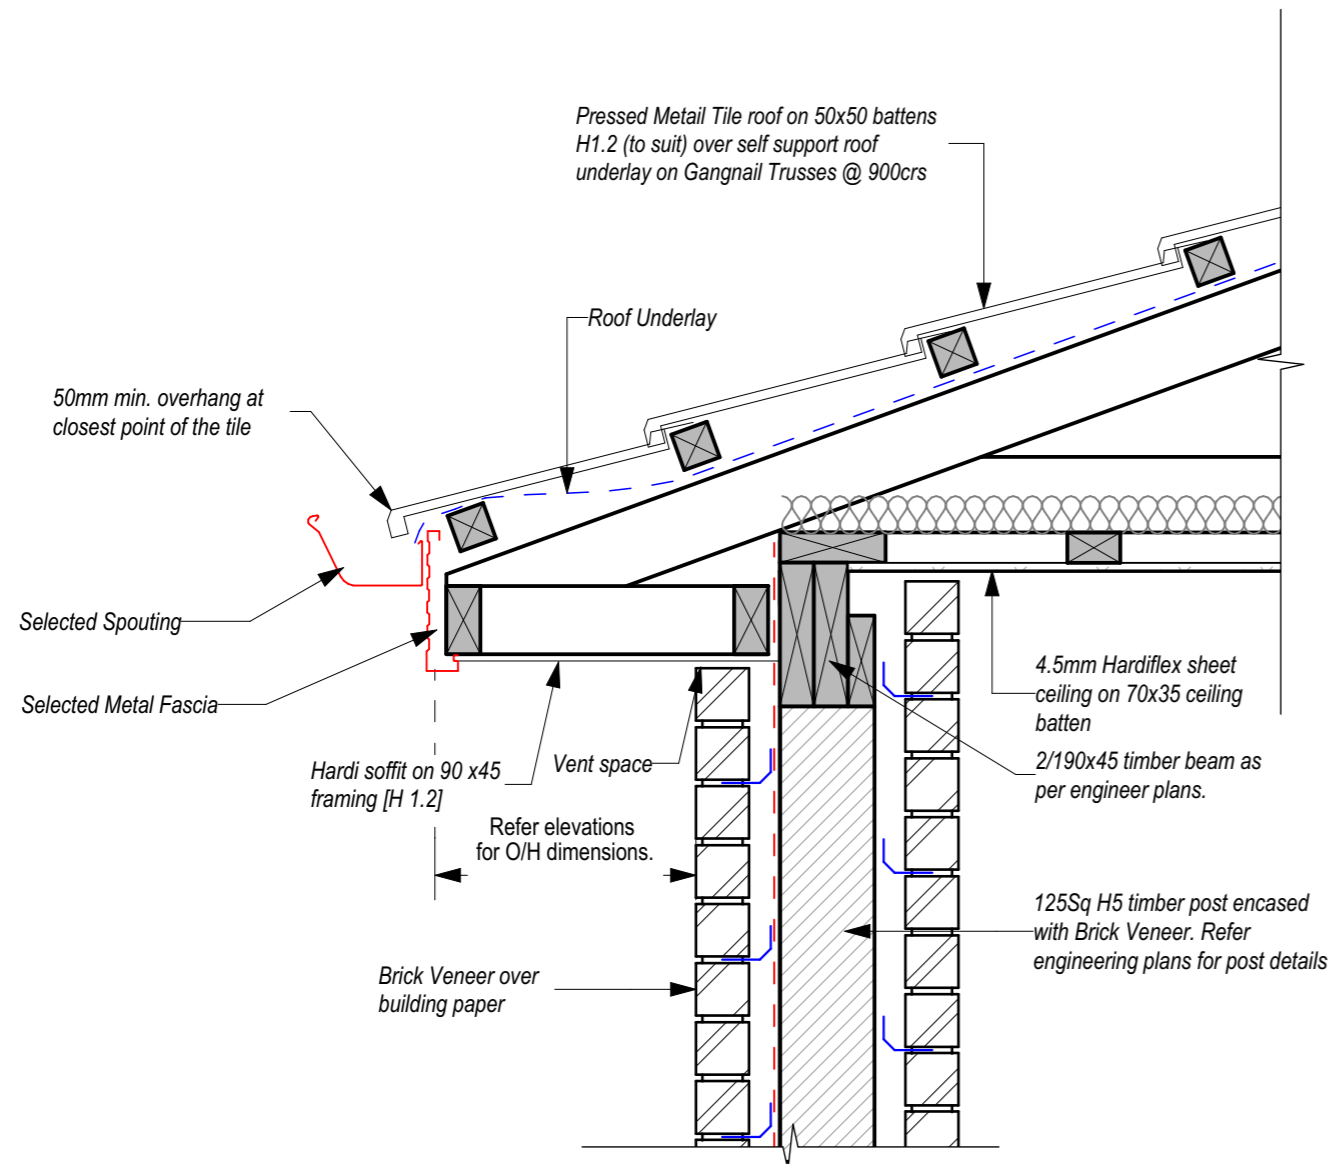 Pressed Metail Tile roof on 50x50 battens
H1.2 (to suit) over self support roof
underlay on Gangnail Trusses @ 900crs
Roof Underlay
50mm min. overhang at
closest point of the tile
Selected Spouting
Selected Metal Fascia
Hardi soffit on 90 x45
framing [H 1.2]
Vent space
Refer elevations
for O/H dimensions.
Brick Veneer over
building paper
4.5mm Hardiflex sheet
ceiling on 70x35 ceiling
batten
2/190x45 timber beam as
per engineer plans.
125Sq H5 timber post encased
with Brick Veneer. Refer
engineering plans for post details